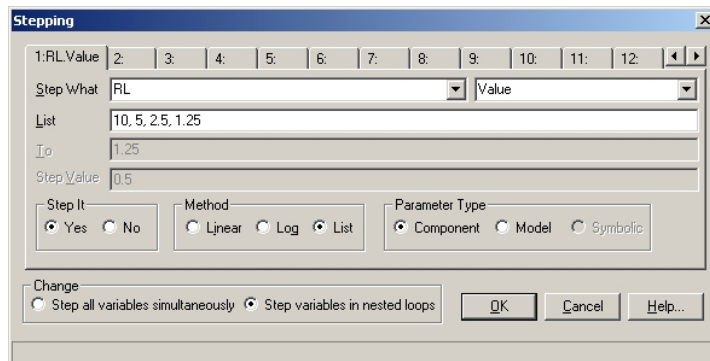 Stepping
1:RL.Value 2: 3: 4: 5: 6: 7: 8: 9: 10: 11: 12:
Step What RL Value
List 10, 5, 2.5, 1.25
To 1.25
Step Value 0.5
Step It Method Parameter Type
Yes No Linear Log List Component Model Symbolic
Change
Step all variables simultaneously Step variables in nested loops OK Cancel Help...